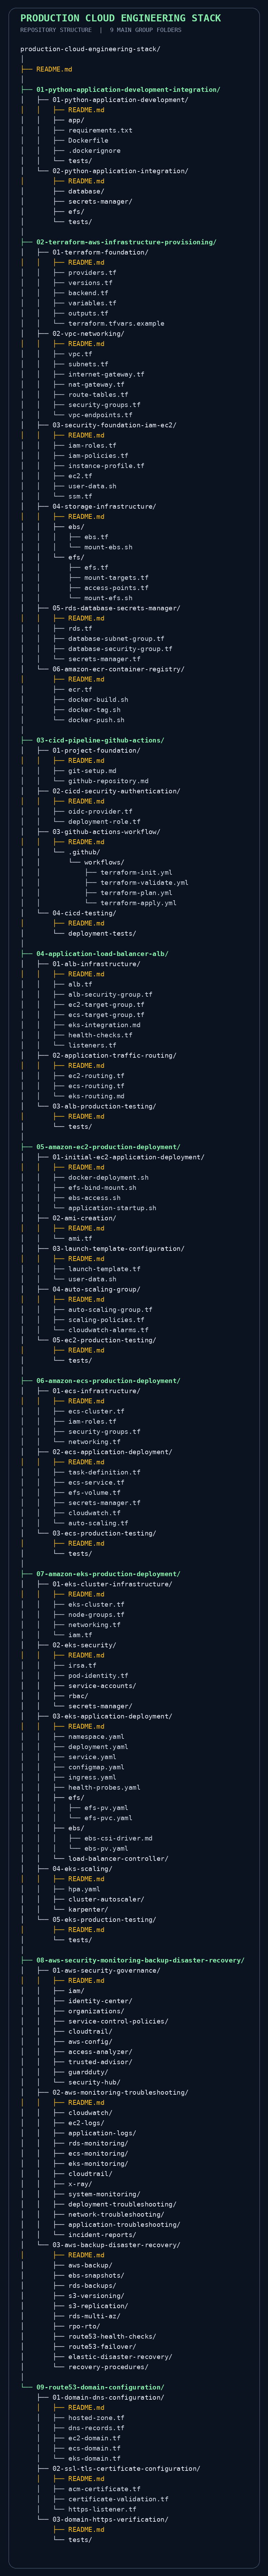 PRODUCTION CLOUD ENGINEERING STACK
REPOSITORY STRUCTURE | 9 MAIN GROUP FOLDERS
production-cloud-engineering-stack/
│
├── README.md
│
├── 01-python-application-development-integration/
│   ├── 01-python-application-development/
│   │   ├── README.md
│   │   ├── app/
│   │   ├── requirements.txt
│   │   ├── Dockerfile
│   │   ├── .dockerignore
│   │   └── tests/
│   └── 02-python-application-integration/
│       ├── README.md
│       ├── database/
│       ├── secrets-manager/
│       ├── efs/
│       └── tests/
│
├── 02-terraform-aws-infrastructure-provisioning/
│   ├── 01-terraform-foundation/
│   │   ├── README.md
│   │   ├── providers.tf
│   │   ├── versions.tf
│   │   ├── backend.tf
│   │   ├── variables.tf
│   │   ├── outputs.tf
│   │   └── terraform.tfvars.example
│   ├── 02-vpc-networking/
│   │   ├── README.md
│   │   ├── vpc.tf
│   │   ├── subnets.tf
│   │   ├── internet-gateway.tf
│   │   ├── nat-gateway.tf
│   │   ├── route-tables.tf
│   │   ├── security-groups.tf
│   │   └── vpc-endpoints.tf
│   ├── 03-security-foundation-iam-ec2/
│   │   ├── README.md
│   │   ├── iam-roles.tf
│   │   ├── iam-policies.tf
│   │   ├── instance-profile.tf
│   │   ├── ec2.tf
│   │   ├── user-data.sh
│   │   └── ssm.tf
│   ├── 04-storage-infrastructure/
│   │   ├── README.md
│   │   ├── ebs/
│   │   │   ├── ebs.tf
│   │   │   └── mount-ebs.sh
│   │   └── efs/
│   │       ├── efs.tf
│   │       ├── mount-targets.tf
│   │       ├── access-points.tf
│   │       └── mount-efs.sh
│   ├── 05-rds-database-secrets-manager/
│   │   ├── README.md
│   │   ├── rds.tf
│   │   ├── database-subnet-group.tf
│   │   ├── database-security-group.tf
│   │   └── secrets-manager.tf
│   └── 06-amazon-ecr-container-registry/
│       ├── README.md
│       ├── ecr.tf
│       ├── docker-build.sh
│       ├── docker-tag.sh
│       └── docker-push.sh
│
├── 03-cicd-pipeline-github-actions/
│   ├── 01-project-foundation/
│   │   ├── README.md
│   │   ├── git-setup.md
│   │   └── github-repository.md
│   ├── 02-cicd-security-authentication/
│   │   ├── README.md
│   │   ├── oidc-provider.tf
│   │   └── deployment-role.tf
│   ├── 03-github-actions-workflow/
│   │   ├── README.md
│   │   └── .github/
│   │       └── workflows/
│   │           ├── terraform-init.yml
│   │           ├── terraform-validate.yml
│   │           ├── terraform-plan.yml
│   │           └── terraform-apply.yml
│   └── 04-cicd-testing/
│       ├── README.md
│       └── deployment-tests/
│
├── 04-application-load-balancer-alb/
│   ├── 01-alb-infrastructure/
│   │   ├── README.md
│   │   ├── alb.tf
│   │   ├── alb-security-group.tf
│   │   ├── ec2-target-group.tf
│   │   ├── ecs-target-group.tf
│   │   ├── eks-integration.md
│   │   ├── health-checks.tf
│   │   └── listeners.tf
│   ├── 02-application-traffic-routing/
│   │   ├── README.md
│   │   ├── ec2-routing.tf
│   │   ├── ecs-routing.tf
│   │   └── eks-routing.md
│   └── 03-alb-production-testing/
│       ├── README.md
│       └── tests/
│
├── 05-amazon-ec2-production-deployment/
│   ├── 01-initial-ec2-application-deployment/
│   │   ├── README.md
│   │   ├── docker-deployment.sh
│   │   ├── efs-bind-mount.sh
│   │   ├── ebs-access.sh
│   │   └── application-startup.sh
│   ├── 02-ami-creation/
│   │   ├── README.md
│   │   └── ami.tf
│   ├── 03-launch-template-configuration/
│   │   ├── README.md
│   │   ├── launch-template.tf
│   │   └── user-data.sh
│   ├── 04-auto-scaling-group/
│   │   ├── README.md
│   │   ├── auto-scaling-group.tf
│   │   ├── scaling-policies.tf
│   │   └── cloudwatch-alarms.tf
│   └── 05-ec2-production-testing/
│       ├── README.md
│       └── tests/
│
├── 06-amazon-ecs-production-deployment/
│   ├── 01-ecs-infrastructure/
│   │   ├── README.md
│   │   ├── ecs-cluster.tf
│   │   ├── iam-roles.tf
│   │   ├── security-groups.tf
│   │   └── networking.tf
│   ├── 02-ecs-application-deployment/
│   │   ├── README.md
│   │   ├── task-definition.tf
│   │   ├── ecs-service.tf
│   │   ├── efs-volume.tf
│   │   ├── secrets-manager.tf
│   │   ├── cloudwatch.tf
│   │   └── auto-scaling.tf
│   └── 03-ecs-production-testing/
│       ├── README.md
│       └── tests/
│
├── 07-amazon-eks-production-deployment/
│   ├── 01-eks-cluster-infrastructure/
│   │   ├── README.md
│   │   ├── eks-cluster.tf
│   │   ├── node-groups.tf
│   │   ├── networking.tf
│   │   └── iam.tf
│   ├── 02-eks-security/
│   │   ├── README.md
│   │   ├── irsa.tf
│   │   ├── pod-identity.tf
│   │   ├── service-accounts/
│   │   ├── rbac/
│   │   └── secrets-manager/
│   ├── 03-eks-application-deployment/
│   │   ├── README.md
│   │   ├── namespace.yaml
│   │   ├── deployment.yaml
│   │   ├── service.yaml
│   │   ├── configmap.yaml
│   │   ├── ingress.yaml
│   │   ├── health-probes.yaml
│   │   ├── efs/
│   │   │   ├── efs-pv.yaml
│   │   │   └── efs-pvc.yaml
│   │   ├── ebs/
│   │   │   ├── ebs-csi-driver.md
│   │   │   └── ebs-pv.yaml
│   │   └── load-balancer-controller/
│   ├── 04-eks-scaling/
│   │   ├── README.md
│   │   ├── hpa.yaml
│   │   ├── cluster-autoscaler/
│   │   └── karpenter/
│   └── 05-eks-production-testing/
│       ├── README.md
│       └── tests/
│
├── 08-aws-security-monitoring-backup-disaster-recovery/
│   ├── 01-aws-security-governance/
│   │   ├── README.md
│   │   ├── iam/
│   │   ├── identity-center/
│   │   ├── organizations/
│   │   ├── service-control-policies/
│   │   ├── cloudtrail/
│   │   ├── aws-config/
│   │   ├── access-analyzer/
│   │   ├── trusted-advisor/
│   │   ├── guardduty/
│   │   └── security-hub/
│   ├── 02-aws-monitoring-troubleshooting/
│   │   ├── README.md
│   │   ├── cloudwatch/
│   │   ├── ec2-logs/
│   │   ├── application-logs/
│   │   ├── rds-monitoring/
│   │   ├── ecs-monitoring/
│   │   ├── eks-monitoring/
│   │   ├── cloudtrail/
│   │   ├── x-ray/
│   │   ├── system-monitoring/
│   │   ├── deployment-troubleshooting/
│   │   ├── network-troubleshooting/
│   │   ├── application-troubleshooting/
│   │   └── incident-reports/
│   └── 03-aws-backup-disaster-recovery/
│       ├── README.md
│       ├── aws-backup/
│       ├── ebs-snapshots/
│       ├── rds-backups/
│       ├── s3-versioning/
│       ├── s3-replication/
│       ├── rds-multi-az/
│       ├── rpo-rto/
│       ├── route53-health-checks/
│       ├── route53-failover/
│       ├── elastic-disaster-recovery/
│       └── recovery-procedures/
│
└── 09-route53-domain-configuration/
    ├── 01-domain-dns-configuration/
    │   ├── README.md
    │   ├── hosted-zone.tf
    │   ├── dns-records.tf
    │   ├── ec2-domain.tf
    │   ├── ecs-domain.tf
    │   └── eks-domain.tf
    ├── 02-ssl-tls-certificate-configuration/
    │   ├── README.md
    │   ├── acm-certificate.tf
    │   ├── certificate-validation.tf
    │   └── https-listener.tf
    └── 03-domain-https-verification/
        ├── README.md
        └── tests/